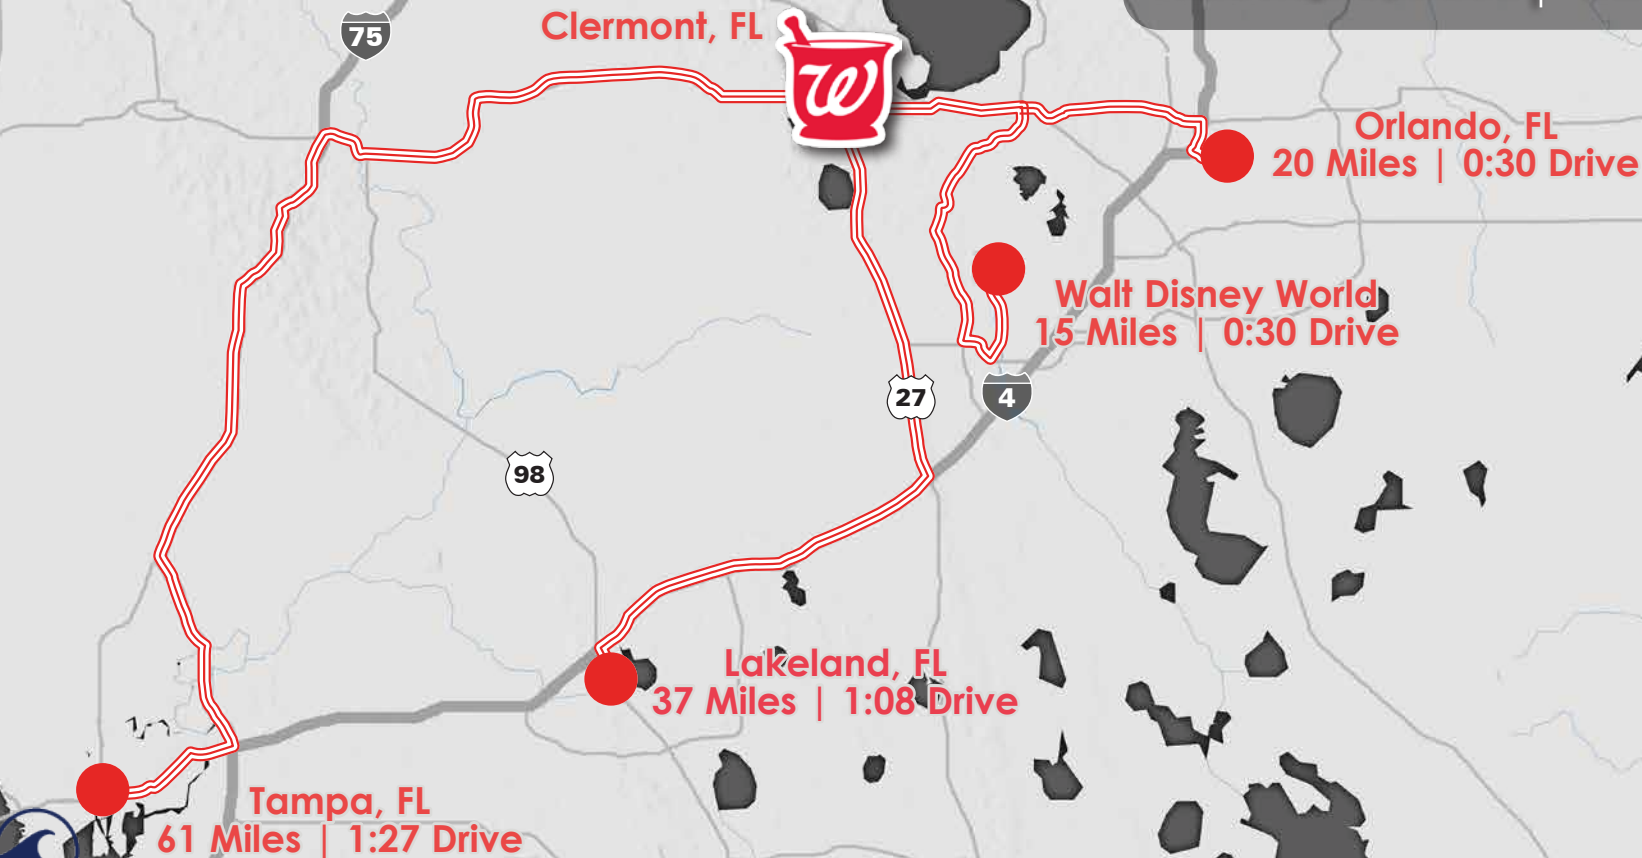 75
Clermont, FL
W
Orlando, FL
20 Miles | 0:30 Drive
Walt Disney World
15 Miles | 0:30 Drive
27
4
98
Lakeland, FL
37 Miles | 1:08 Drive
Tampa, FL
61 Miles | 1:27 Drive